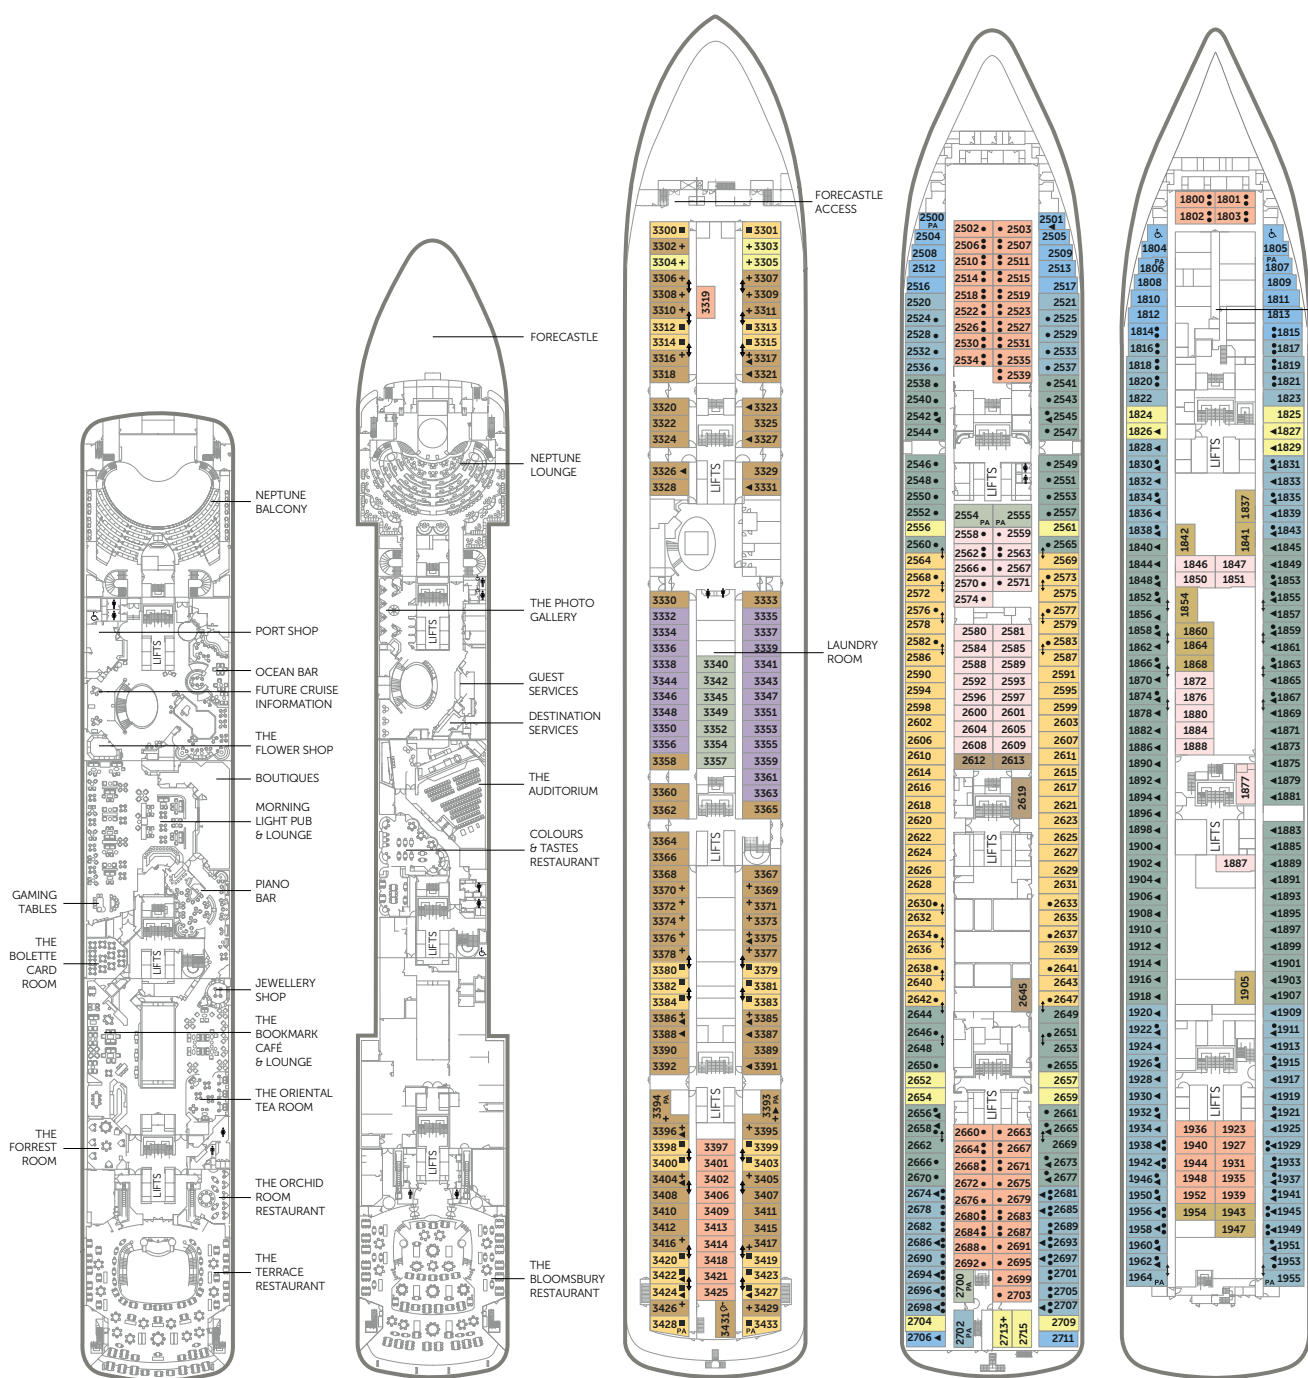 NEPTUNE
BALCONY
PORT SHOP
OCEAN BAR
FUTURE CRUISE
INFORMATION
THE
FLOWER SHOP
BOUTIQUES
MORNING
LIGHT PUB
& LOUNGE
PIANO
BAR
GAMING
TABLES
THE
BOLETTE
CARD
ROOM
JEWELLERY
SHOP
THE
BOOKMARK
CAFÉ
& LOUNGE
THE ORIENTAL
TEA ROOM
THE
FORREST
ROOM
THE ORCHID
ROOM
RESTAURANT
THE
TERRACE
RESTAURANT
LIFTS
LIFTS
LIFTS
FORECASTLE
NEPTUNE
LOUNGE
THE PHOTO
GALLERY
GUEST
SERVICES
DESTINATION
SERVICES
THE
AUDITORIUM
COLOURS
& TASTES
RESTAURANT
THE
BLOOMSBURY
RESTAURANT
LIFTS
LIFTS
LIFTS
FORECASTLE
ACCESS
LAUNDRY
ROOM
LIFTS
LIFTS
LIFTS
3300 3301
3302 3303
3304 3305
3306 3307
3308 3319 3309
3310 3311
3312 3313
3314 3315
3316 3317
3318 3321
3320 3323
3322 3325
3324 3327
3326 3329
3328 3331
3330 3333
3332 3335
3334 3337
3336 3339
3338 3340 3341
3344 3342 3343
3346 3345 3347
3348 3349 3351
3350 3352 3353
3356 3354 3355
3358 3357 3359
3361
3360 3363
3362 3365
3364
3366
3368 3367
3370 3369
3372 3371
3374 3373
3376 3375
3378 3377
3380 3379
3382 3381
3384 3383
3386 3385
3388 3387
3390 3389
3392 3391
3394 PA 3393 PA
3396 3395
3398 3397 3399
3400 3401 3403
3404 3402 3405
3408 3406 3407
3410 3409 3411
3412 3413 3415
3416 3414 3417
3420 3418 3419
3422 3421 3423
3424 3425 3427
3426 3431 3429
3428 PA 3433 PA
LIFTS
LIFTS
LIFTS
2500 PA 2501
2504 2502 2503 2505
2508 2506 2507 2509
2512 2510 2511 2513
2516 2514 2515 2517
2520 2518 2519 2521
2524 2522 2523 2525
2528 2526 2527 2529
2532 2530 2531 2533
2536 2534 2535 2537
2538 2539 2541
2540 2543
2542 2545
2544 2547
2546 2549
2548 2551
2550 2553
2552 2554 PA 2555 PA 2557
2556 2558 2559 2561
2560 2562 2563 2565
2564 2566 2567 2569
2568 2570 2571 2573
2572 2574 2575
2576 2577
2578 2580 2581 2579
2582 2584 2585 2583
2586 2588 2589 2587
2590 2592 2593 2591
2594 2596 2597 2595
2598 2600 2601 2599
2602 2604 2605 2603
2606 2608 2609 2607
2610 2612 2613 2611
2614 2615
2616 2619 2617
2618 2621
2620 2623
2622 2625
2624 2627
2626 2629
2628 2631
2630 2633
2632 2635
2634 2637
2636 2639
2638 2641
2640 2645 2643
2642 2647
2644 2649
2646 2651
2648 2653
2650 2655
2652 2657
2654 2659
2656 2661
2658 2660 2663 2665
2662 2664 2667 2669
2666 2668 2671 2673
2670 2672 2675 2677
2674 2676 2679 2681
2678 2680 2683 2685
2682 2684 2687 2689
2686 2688 2691 2693
2690 2692 2695 2697
2694 2700 PA 2699 2701
2696 2703 2705
2698 2707
2704 2702 PA 2713 2715 2709
2706 2711
LIFTS
LIFTS
LIFTS
1800 1801
1802 1803
1804 PA 1805 PA
1806 1807
1808 1809
1810 1811
1812 1813
1814 1815
1816 1817
1818 1819
1820 1821
1822 1823
1824 1825
1826 1827
1828 1829
1830 1831
1832 1833
1834 1837 1835
1836 1839
1838 1842 1841 1843
1840 1845
1844 1846 1847 1849
1848 1850 1851 1853
1852 1854 1855
1856 1857
1858 1860 1859
1862 1864 1861
1866 1868 1863
1870 1872 1865
1874 1876 1867
1878 1880 1869
1882 1884 1871
1886 1888 1873
1890 1875
1892 1877 1879
1894 1881
1896
1898 1883
1900 1885
1902 1887 1889
1904 1891
1906 1893
1908 1895
1910 1897
1912 1899
1914 1901
1916 1905 1903
1918 1907
1920 1909
1922 1911
1924 1913
1926 1915
1928 1917
1930 1919
1932 1921
1934 1936 1923 1925
1938 1940 1927 1929
1942 1944 1931 1933
1946 1948 1935 1937
1950 1952 1939 1941
1956 1954 1943 1945
1958 1947 1949
1960 1951
1962 1953
1964 PA PA 1955